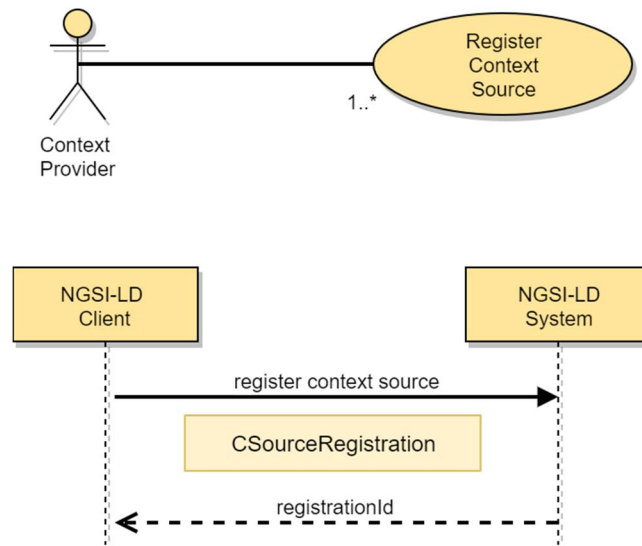 Register
Context
Source
1..*
Context
Provider
NGSI-LD
Client
NGSI-LD
System
register context source
CSourceRegistration
registrationId